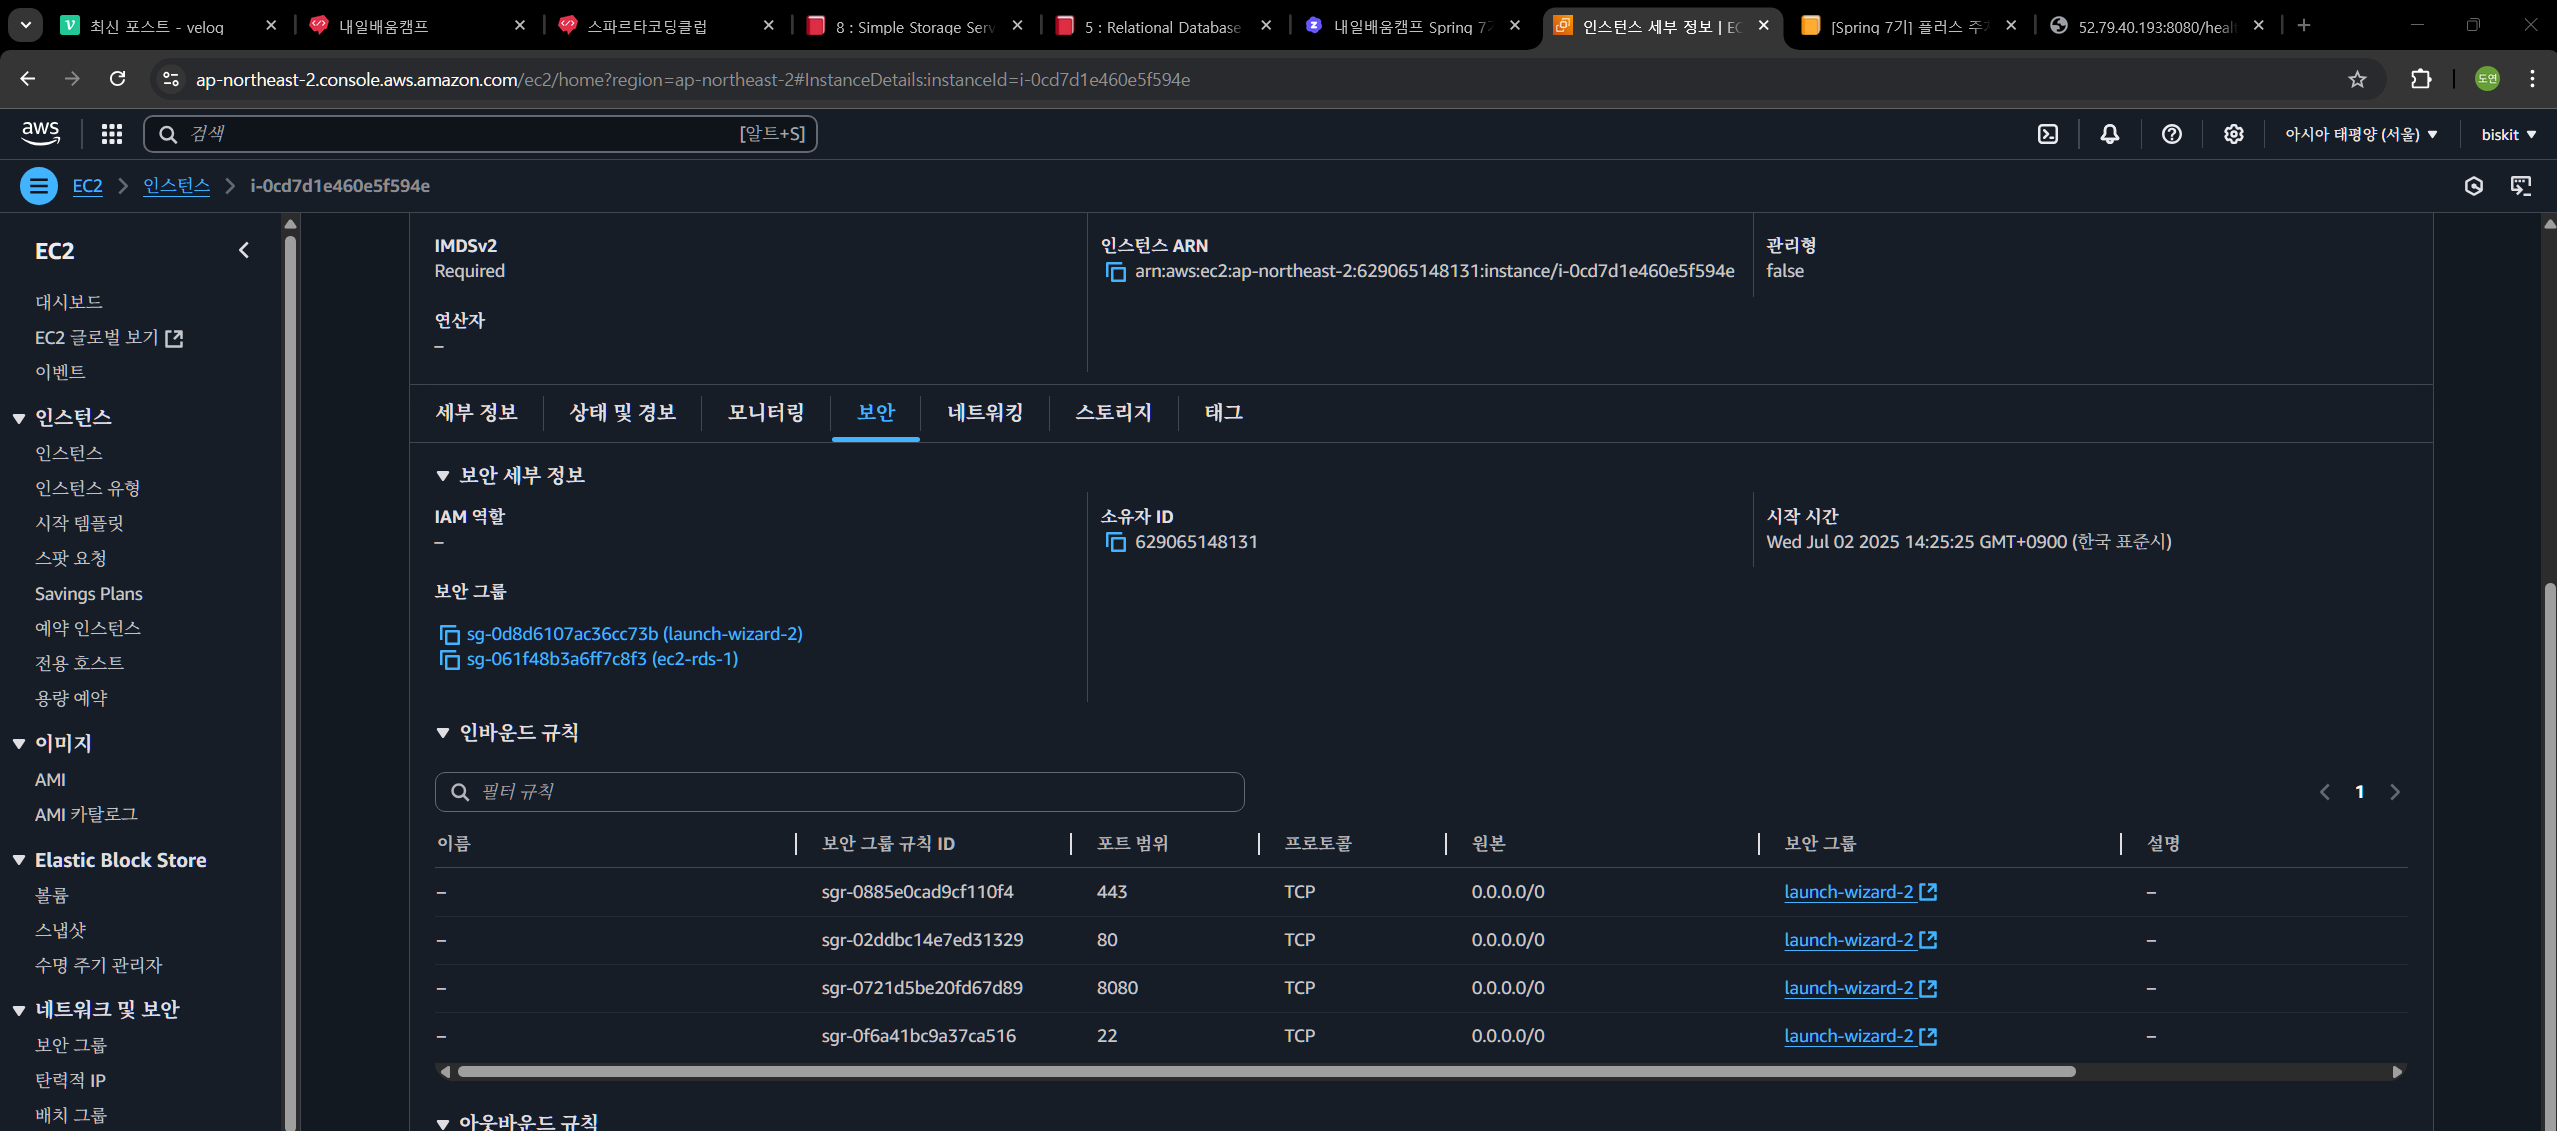 최신 포스트 - velog
내일배움캠프
스파르타코딩클럽
8 : Simple Storage Serv
5 : Relational Database
내일배움캠프 Spring 7
인스턴스 세부 정보 | EC
[Spring 7기] 플러스 주
52.79.40.193:8080/heal
ap-northeast-2.console.aws.amazon.com/ec2/home?region=ap-northeast-2#InstanceDetails:instanceId=i-0cd7d1e460e5f594e
도연
aws
검색
[알트+S]
아시아 태평양 (서울)
biskit
EC2
인스턴스
i-0cd7d1e460e5f594e
EC2
대시보드
EC2 글로벌 보기
이벤트
인스턴스
인스턴스
인스턴스 유형
시작 템플릿
스팟 요청
Savings Plans
예약 인스턴스
전용 호스트
용량 예약
이미지
AMI
AMI 카탈로그
Elastic Block Store
볼륨
스냅샷
수명 주기 관리자
네트워크 및 보안
보안 그룹
탄력적 IP
배치 그룹
IMDSv2
Required
인스턴스 ARN
arn:aws:ec2:ap-northeast-2:629065148131:instance/i-0cd7d1e460e5f594e
관리형
false
연산자
–
세부 정보
상태 및 경보
모니터링
보안
네트워킹
스토리지
태그
보안 세부 정보
IAM 역할
–
소유자 ID
629065148131
시작 시간
Wed Jul 02 2025 14:25:25 GMT+0900 (한국 표준시)
보안 그룹
sg-0d8d6107ac36cc73b (launch-wizard-2)
sg-061f48b3a6ff7c8f3 (ec2-rds-1)
인바운드 규칙
필터 규칙
1
이름 보안 그룹 규칙 ID 포트 범위 프로토콜 원본 보안 그룹 설명
– sgr-0885e0cad9cf110f4 443 TCP 0.0.0.0/0 launch-wizard-2 –
– sgr-02ddbc14e7ed31329 80 TCP 0.0.0.0/0 launch-wizard-2 –
– sgr-0721d5be20fd67d89 8080 TCP 0.0.0.0/0 launch-wizard-2 –
– sgr-0f6a41bc9a37ca516 22 TCP 0.0.0.0/0 launch-wizard-2 –
아웃바운드 규칙